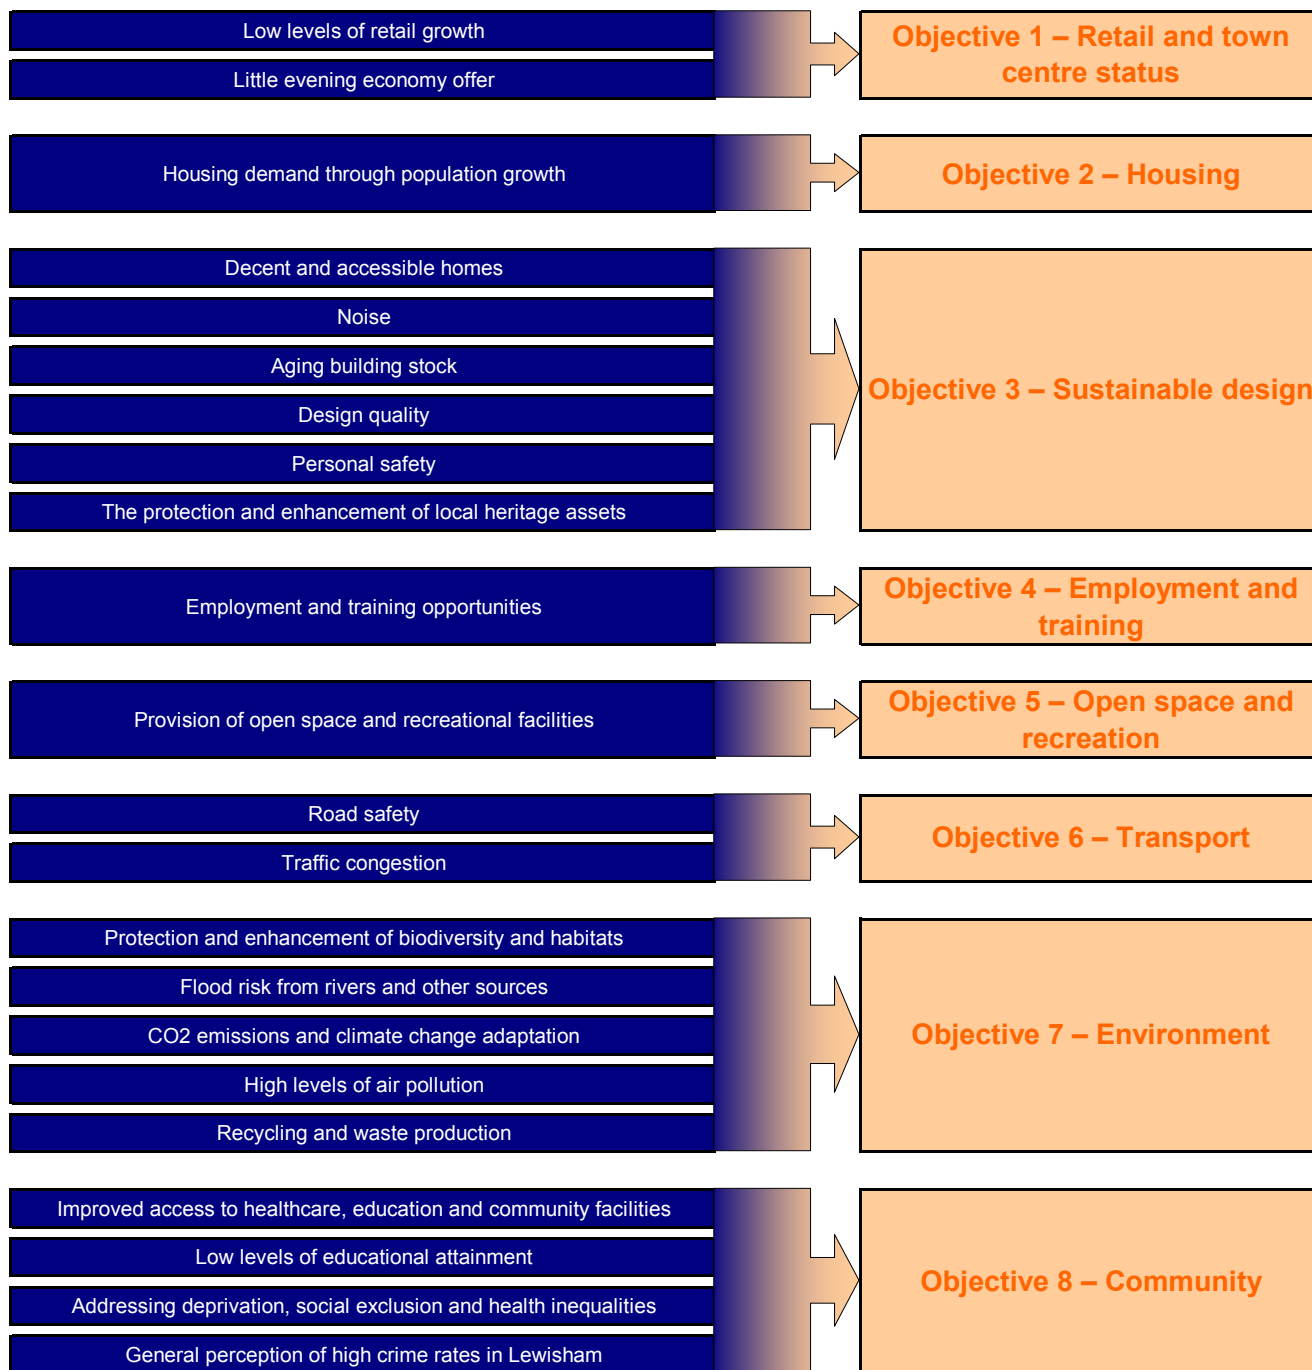 Low levels of retail growth
Little evening economy offer
Objective 1 – Retail and town
centre status
Housing demand through population growth
Objective 2 – Housing
Decent and accessible homes
Noise
Aging building stock
Design quality
Personal safety
The protection and enhancement of local heritage assets
Objective 3 – Sustainable design
Employment and training opportunities
Objective 4 – Employment and
training
Provision of open space and recreational facilities
Objective 5 – Open space and
recreation
Road safety
Traffic congestion
Objective 6 – Transport
Protection and enhancement of biodiversity and habitats
Flood risk from rivers and other sources
CO2 emissions and climate change adaptation
High levels of air pollution
Recycling and waste production
Objective 7 – Environment
Improved access to healthcare, education and community facilities
Low levels of educational attainment
Addressing deprivation, social exclusion and health inequalities
General perception of high crime rates in Lewisham
Objective 8 – Community